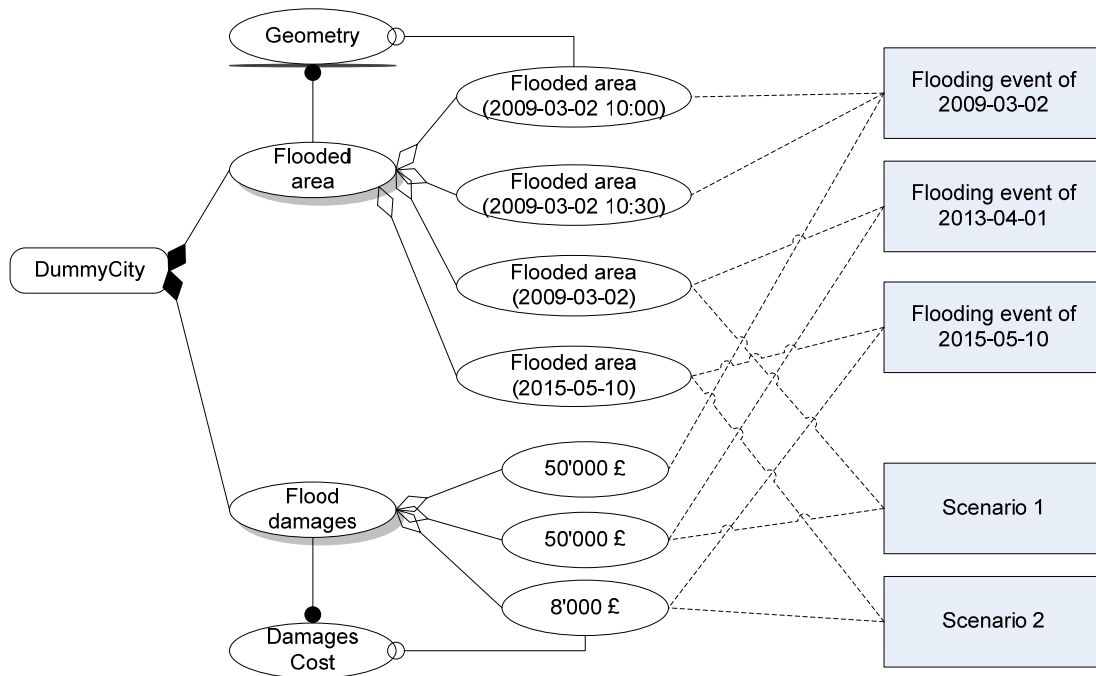 Geometry
Flooded area
(2009-03-02 10:00)
Flooding event of
2009-03-02
Flooded
area
Flooded area
(2009-03-02 10:30)
Flooding event of
2013-04-01
DummyCity
Flooded area
(2009-03-02)
Flooding event of
2015-05-10
Flooded area
(2015-05-10)
50'000 £
Flood
damages
50'000 £
Scenario 1
8'000 £
Scenario 2
Damages
Cost